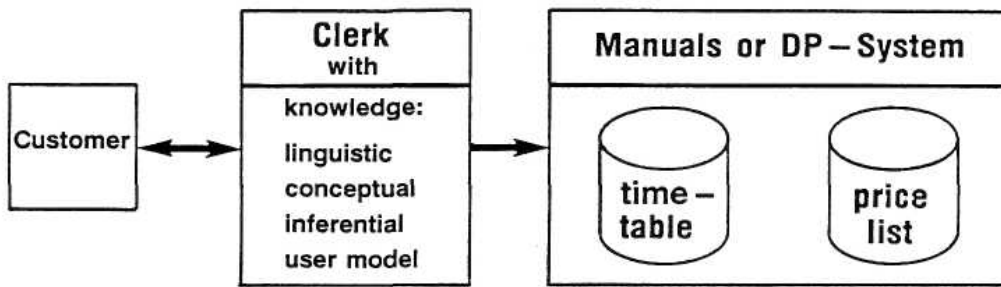 Customer
Clerk
with
knowledge:
linguistic
conceptual
inferential
user model
Manuals or DP – System
time –
table
price
list